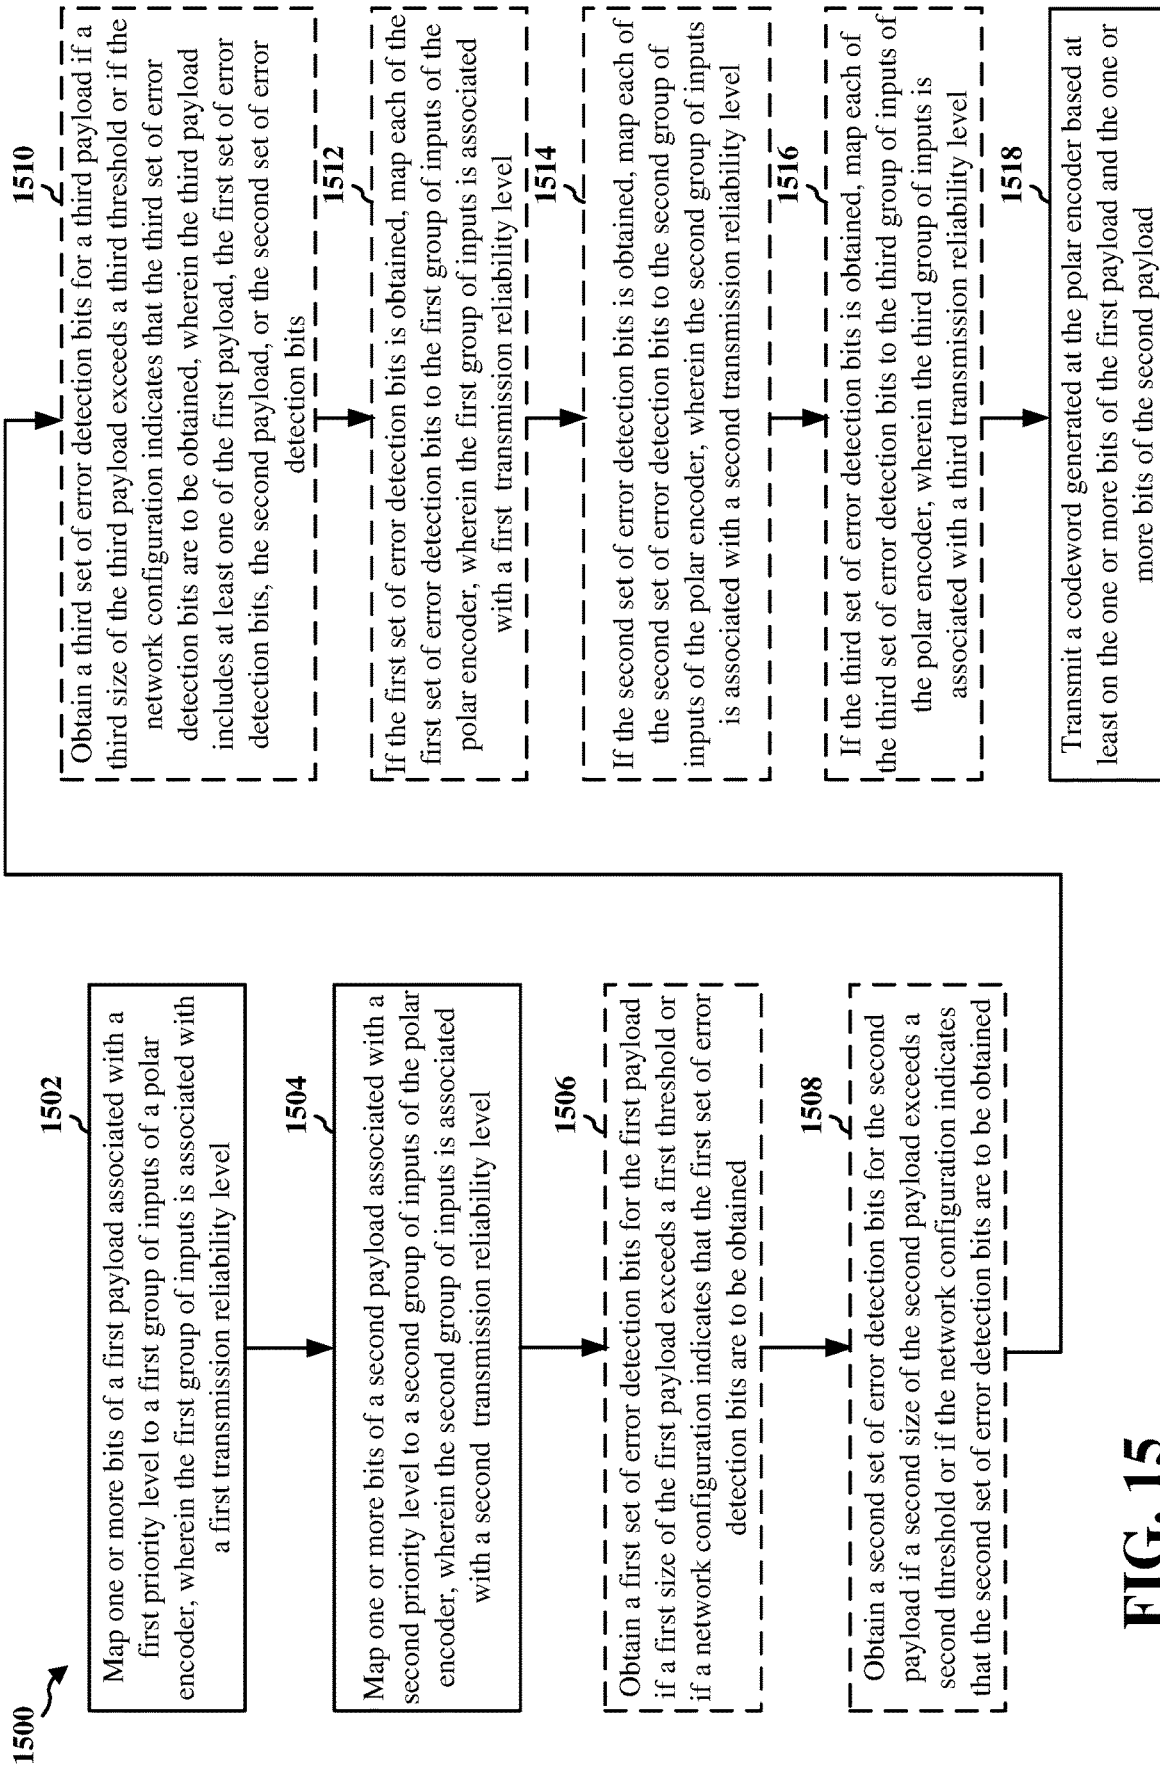 1500
1502
Map one or more bits of a first payload associated with a
first priority level to a first group of inputs of a polar
encoder, wherein the first group of inputs is associated with
a first transmission reliability level
1504
Map one or more bits of a second payload associated with a
second priority level to a second group of inputs of the polar
encoder, wherein the second group of inputs is associated
with a second transmission reliability level
1506
Obtain a first set of error detection bits for the first payload
if a first size of the first payload exceeds a first threshold or
if a network configuration indicates that the first set of error
detection bits are to be obtained
1508
Obtain a second set of error detection bits for the second
payload if a second size of the second payload exceeds a
second threshold or if the network configuration indicates
that the second set of error detection bits are to be obtained
1510
Obtain a third set of error detection bits for a third payload if a
third size of the third payload exceeds a third threshold or if the
network configuration indicates that the third set of error
detection bits are to be obtained, wherein the third payload
includes at least one of the first payload, the first set of error
detection bits, the second payload, or the second set of error
detection bits
1512
If the first set of error detection bits is obtained, map each of the
first set of error detection bits to the first group of inputs of the
polar encoder, wherein the first group of inputs is associated
with a first transmission reliability level
1514
If the second set of error detection bits is obtained, map each of
the second set of error detection bits to the second group of
inputs of the polar encoder, wherein the second group of inputs
is associated with a second transmission reliability level
1516
If the third set of error detection bits is obtained, map each of
the third set of error detection bits to the third group of inputs of
the polar encoder, wherein the third group of inputs is
associated with a third transmission reliability level
1518
Transmit a codeword generated at the polar encoder based at
least on the one or more bits of the first payload and the one or
more bits of the second payload
FIG. 15